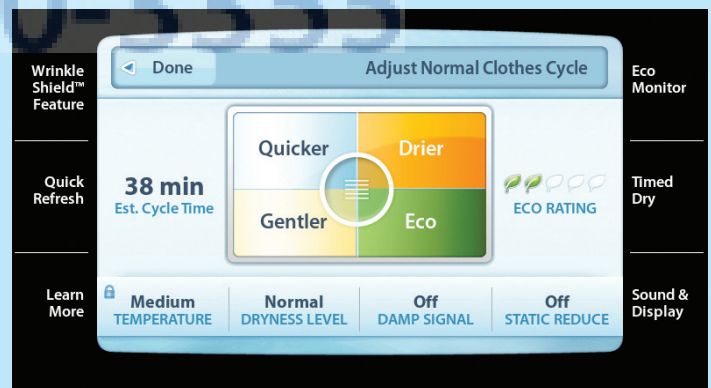 0-3333
Wrinkle
Shield™
Feature
Quick
Refresh
Learn
More
Done
Adjust Normal Clothes Cycle
Quicker
Drier
38 min
Est. Cycle Time
Gentler
Eco
ECO RATING
Medium
TEMPERATURE
Normal
DRYNESS LEVEL
Off
DAMP SIGNAL
Off
STATIC REDUCE
Eco
Monitor
Timed
Dry
Sound &
Display